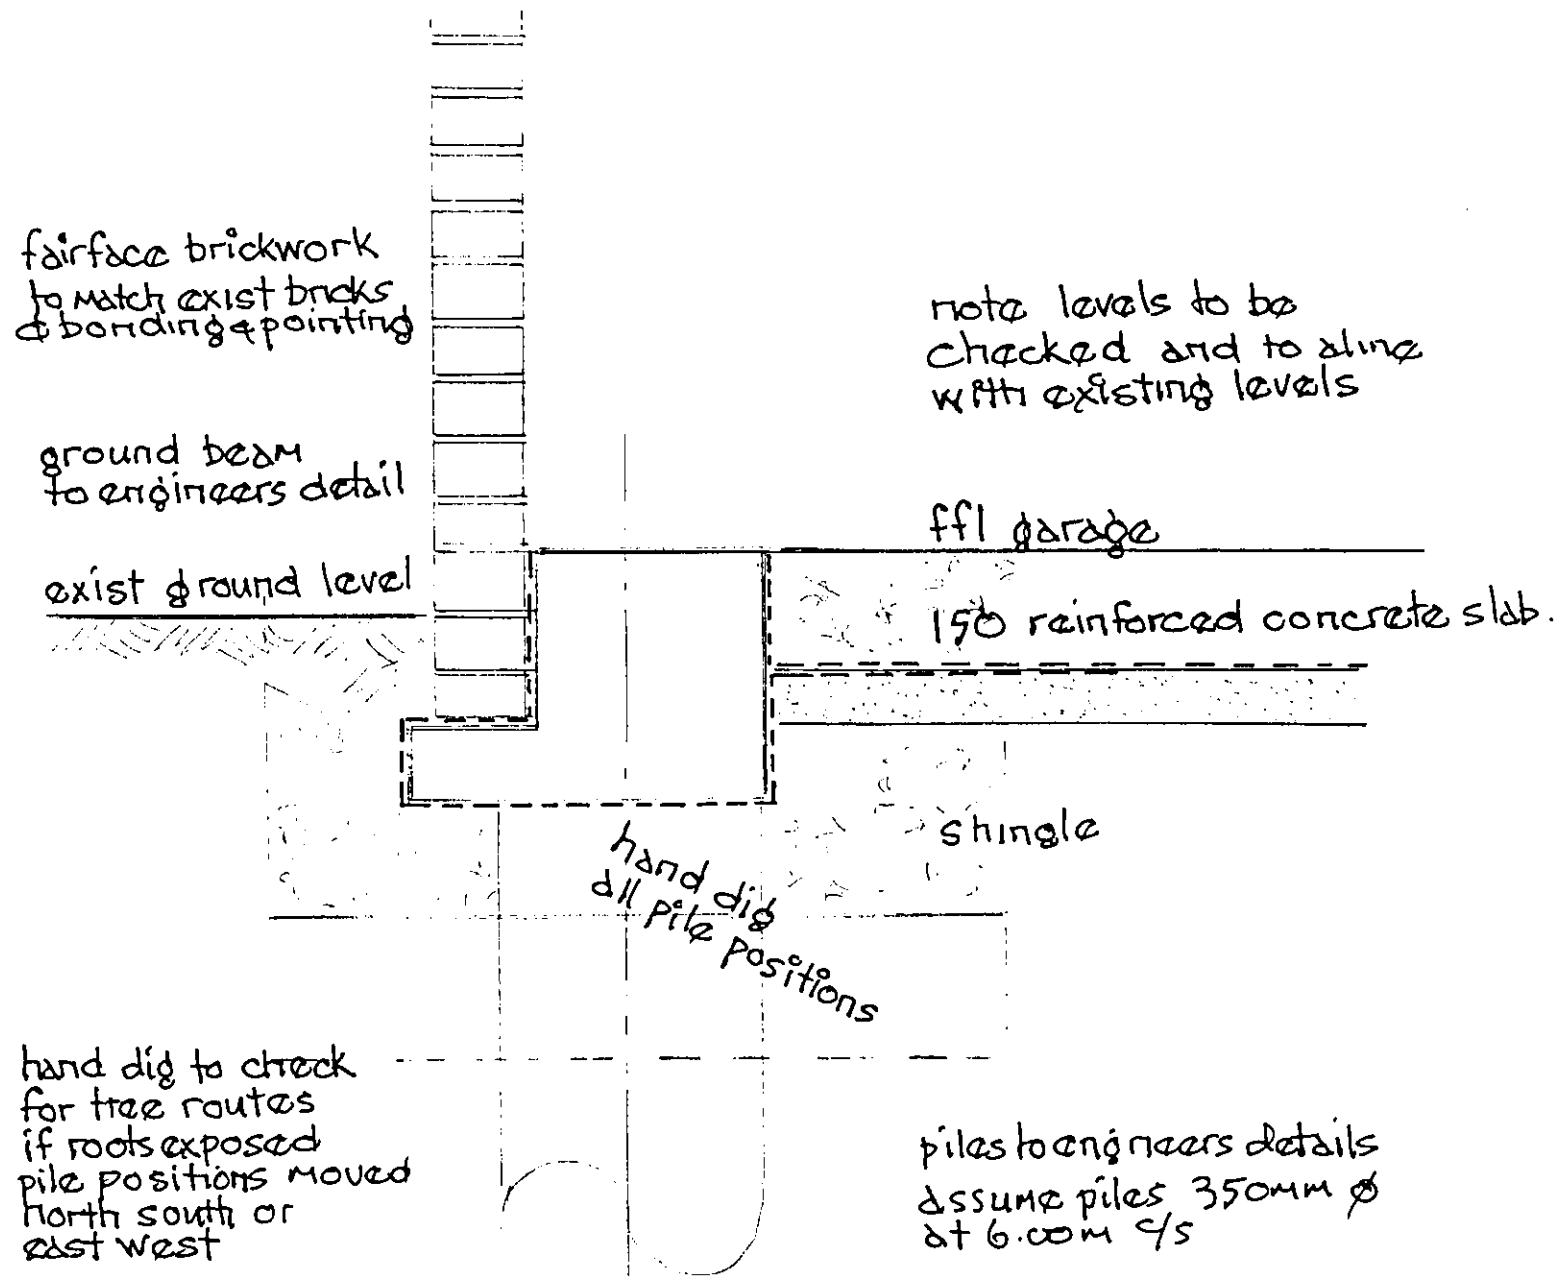 fairface brickwork
to match exist bricks
& bonding & pointing
note levels to be
checked and to aline
with existing levels
ground beam
to engineers detail
ffl garage
exist ground level
150 reinforced concrete slab.
shingle
hand dig
all pile positions
hand dig to check
for tree routes
if roots exposed
pile positions moved
north south or
east west
piles to engineers details
assume piles 350mm ø
at 6.00m c/s